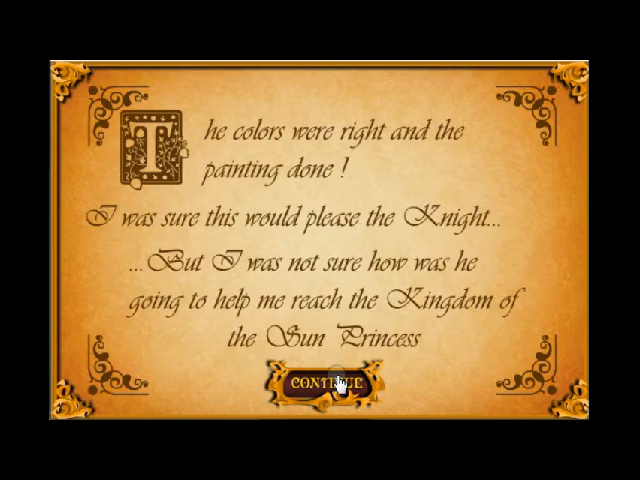 The colors were right and the
painting done !
I was sure this would please the Knight...
...But I was not sure how was he
going to help me reach the Kingdom of
the Sun Princess
CONTINUE